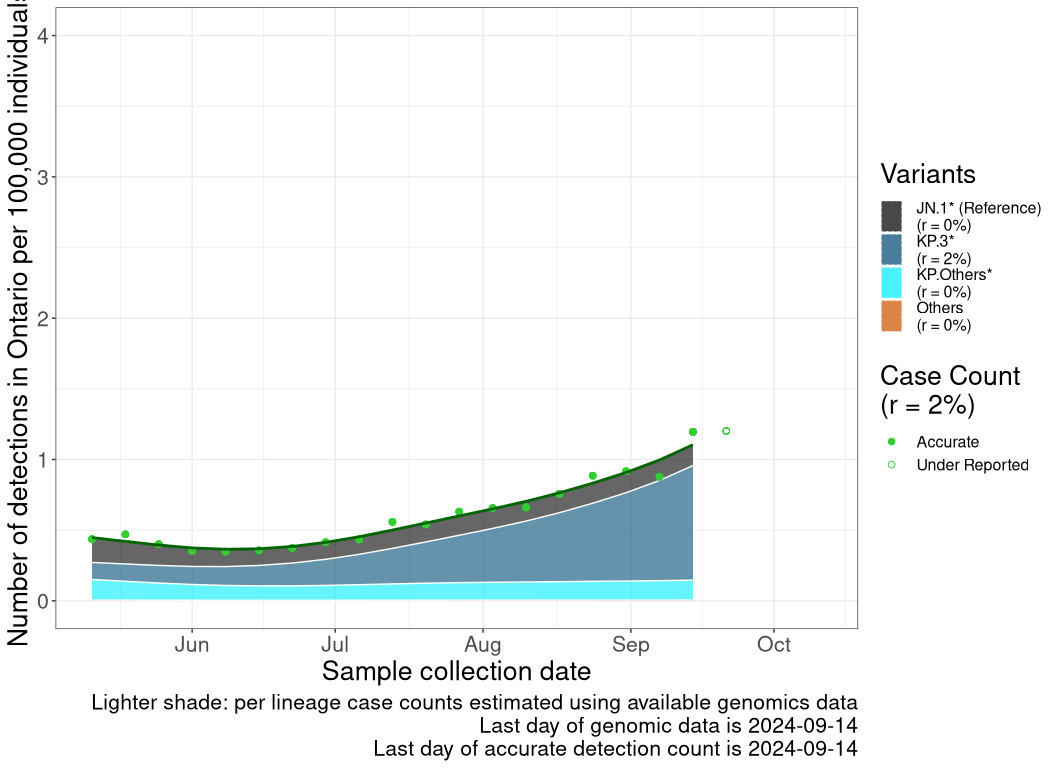 Number of detections in Ontario per 100,000 individuals
4
3
2
1
0
Jun
Jul
Aug
Sep
Oct
Sample collection date
Lighter shade: per lineage case counts estimated using available genomics data
Last day of genomic data is 2024-09-14
Last day of accurate detection count is 2024-09-14
Variants
JN.1* (Reference)
(r = 0%)
KP.3*
(r = 2%)
KP.Others*
(r = 0%)
Others
(r = 0%)
Case Count
(r = 2%)
Accurate
Under Reported